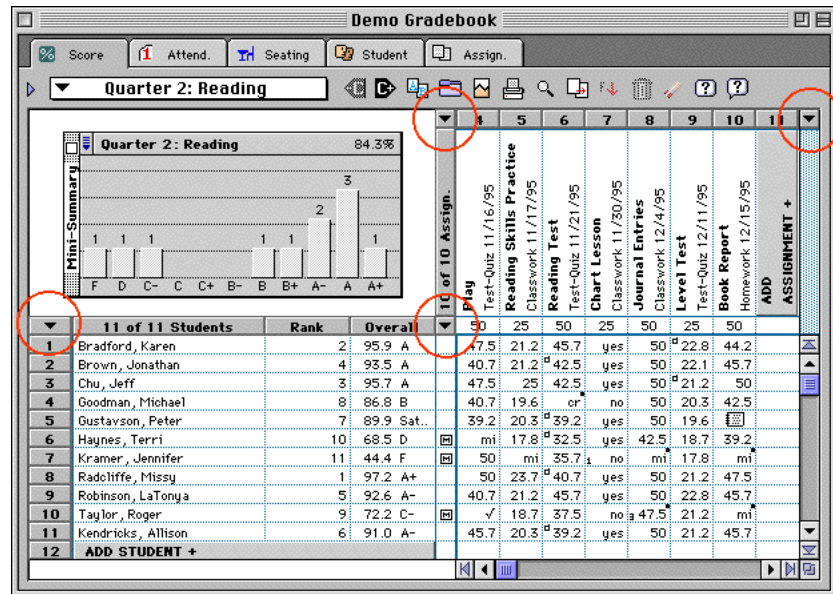 Demo Gradebook
Score Attend. Seating Student Assign.
Quarter 2: Reading
4 5 6 7 8 9 10 11
Mini-Summary
Quarter 2: Reading 84.3%
1 1 1 1 1 2 3 1
F D C- C C+ B- B B+ A- A A+
10 of 10 Assign.
Play
Test-Quiz 11/16/95
Reading Skills Practice
Classwork 11/17/95
Reading Test
Test-Quiz 11/21/95
Chart Lesson
Classwork 11/30/95
Journal Entries
Classwork 12/4/95
Level Test
Test-Quiz 12/11/95
Book Report
Homework 12/15/95
ADD
ASSIGNMENT +
11 of 11 Students Rank Overall 50 25 50 25 50 25 50
1 Bradford, Karen 2 95.9 A 47.5 21.2 45.7 yes 50 d 22.8 44.2
2 Brown, Jonathan 4 93.5 A 40.7 21.2 d 42.5 yes 50 22.1 45.7
3 Chu, Jeff 3 95.7 A 47.5 25 42.5 yes 50 d 21.2 50
4 Goodman, Michael 8 86.8 B 40.7 19.6 cr no 50 20.3 42.5
5 Gustavson, Peter 7 89.9 Sat.. 39.2 20.3 d 39.2 yes 50 19.6
6 Haynes, Terri 10 68.5 D M mi 17.8 d 32.5 yes 42.5 18.7 39.2
7 Kramer, Jennifer 11 44.4 F M 50 mi 35.7 1 no mi 17.8 mi
8 Radcliffe, Missy 1 97.2 A+ 50 23.7 d 40.7 yes 50 21.2 47.5
9 Robinson, LaTonya 5 92.6 A- 40.7 21.2 45.7 yes 50 22.8 45.7
10 Taylor, Roger 9 72.2 C- M √ 18.7 37.5 no 3 47.5 21.2 mi
11 Kendricks, Allison 6 91.0 A- 45.7 20.3 d 39.2 yes 50 21.2 45.7
12 ADD STUDENT +